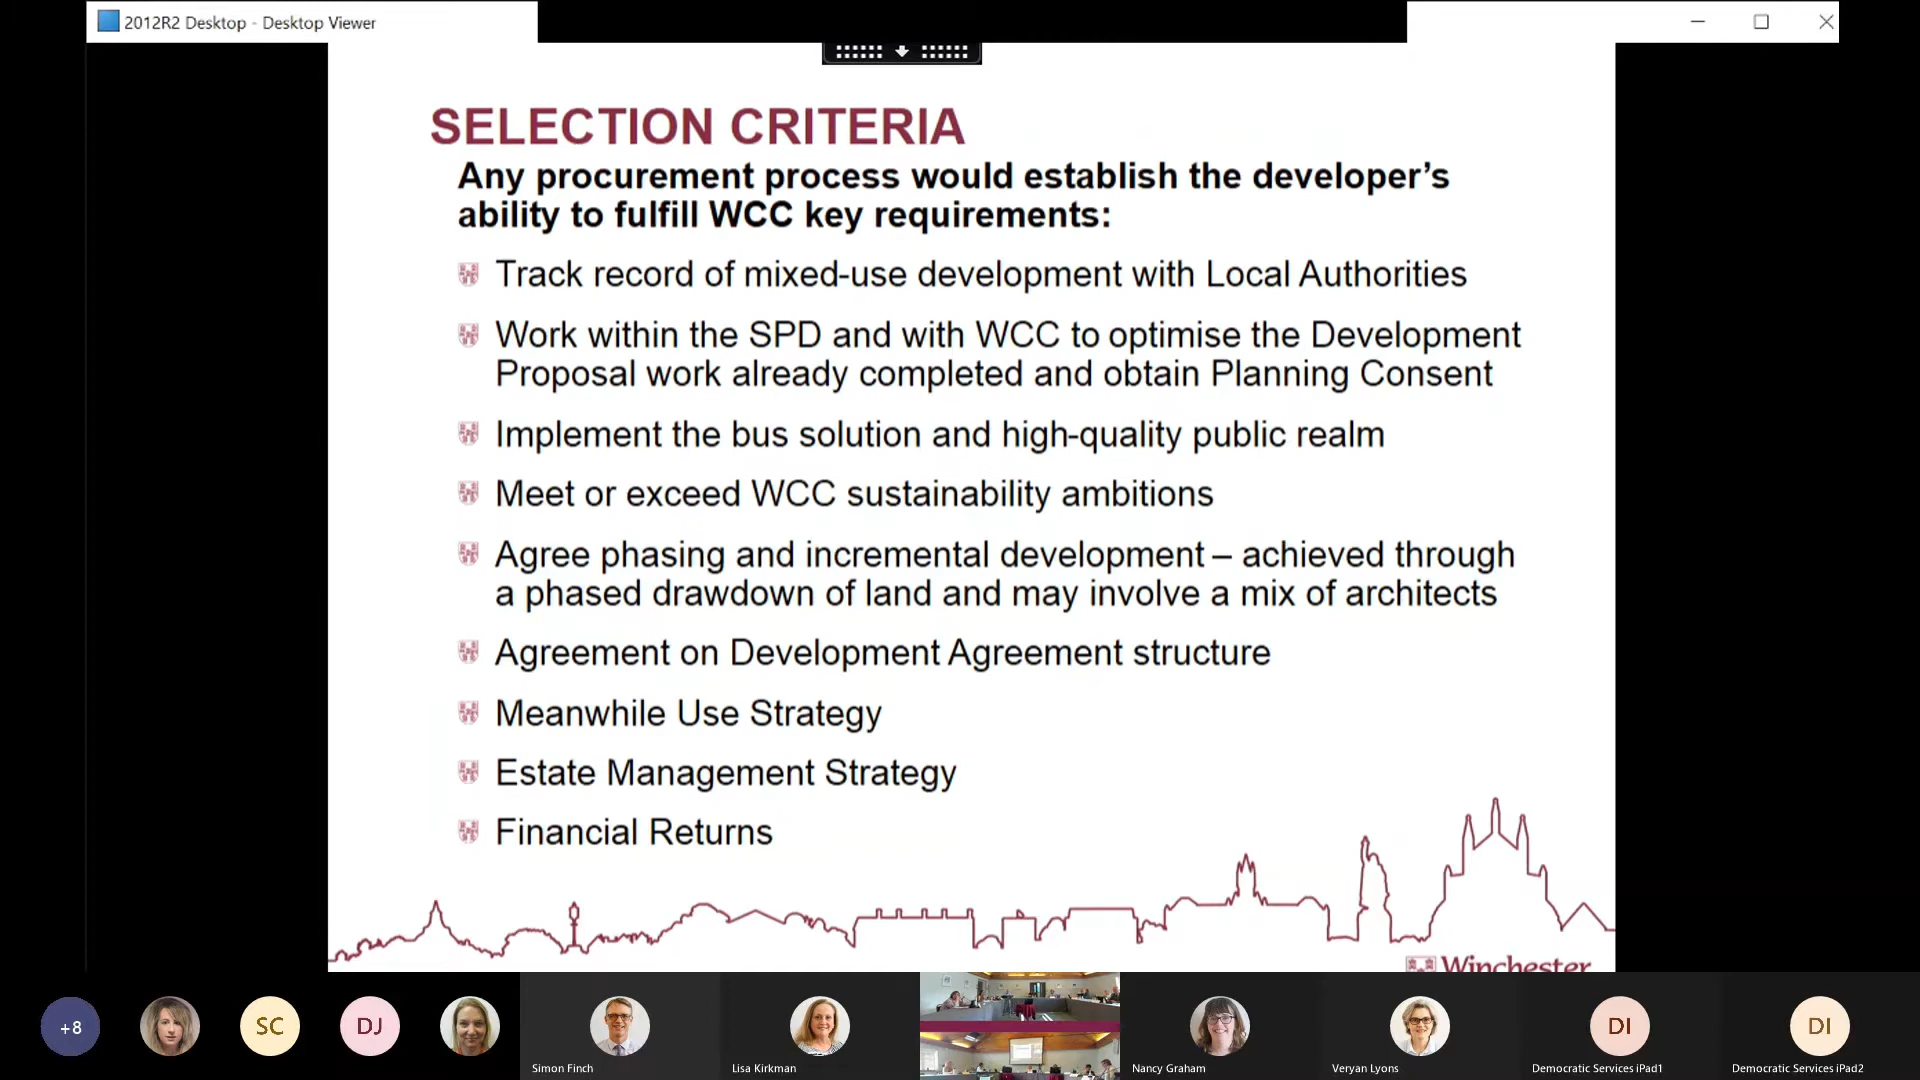 2012R2 Desktop - Desktop Viewer
SELECTION CRITERIA
Any procurement process would establish the developer’s
ability to fulfill WCC key requirements:
Track record of mixed-use development with Local Authorities
Work within the SPD and with WCC to optimise the Development
Proposal work already completed and obtain Planning Consent
Implement the bus solution and high-quality public realm
Meet or exceed WCC sustainability ambitions
Agree phasing and incremental development – achieved through
a phased drawdown of land and may involve a mix of architects
Agreement on Development Agreement structure
Meanwhile Use Strategy
Estate Management Strategy
Financial Returns
Winchester
+8
SC
DJ
DI
DI
Simon Finch
Lisa Kirkman
Nancy Graham
Veryan Lyons
Democratic Services iPad1
Democratic Services iPad2